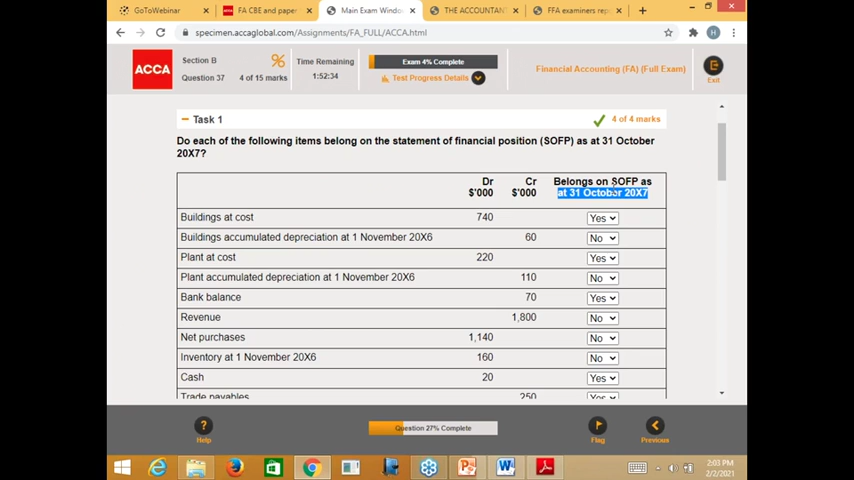 GoToWebinar
FA CBE and paper
Main Exam Window
THE ACCOUNTANT
FFA examiners rep
specimen.accaglobal.com/Assignments/FA_FULL/ACCA.html
H
ACCA
Section B
Question 37
%
4 of 15 marks
Time Remaining
1:52:34
Exam 4% Complete
Test Progress Details
Financial Accounting (FA) (Full Exam)
Exit
Task 1
4 of 4 marks
Do each of the following items belong on the statement of financial position (SOFP) as at 31 October
20X7?
Dr Cr Belongs on SOFP as
$'000 $'000 at 31 October 20X7
Buildings at cost 740 Yes
Buildings accumulated depreciation at 1 November 20X6 60 No
Plant at cost 220 Yes
Plant accumulated depreciation at 1 November 20X6 110 No
Bank balance 70 Yes
Revenue 1,800 No
Net purchases 1,140 No
Inventory at 1 November 20X6 160 No
Cash 20 Yes
Trade payables 250 Yes
Help
Question 27% Complete
Flag
Previous
2:03 PM
2/2/2021